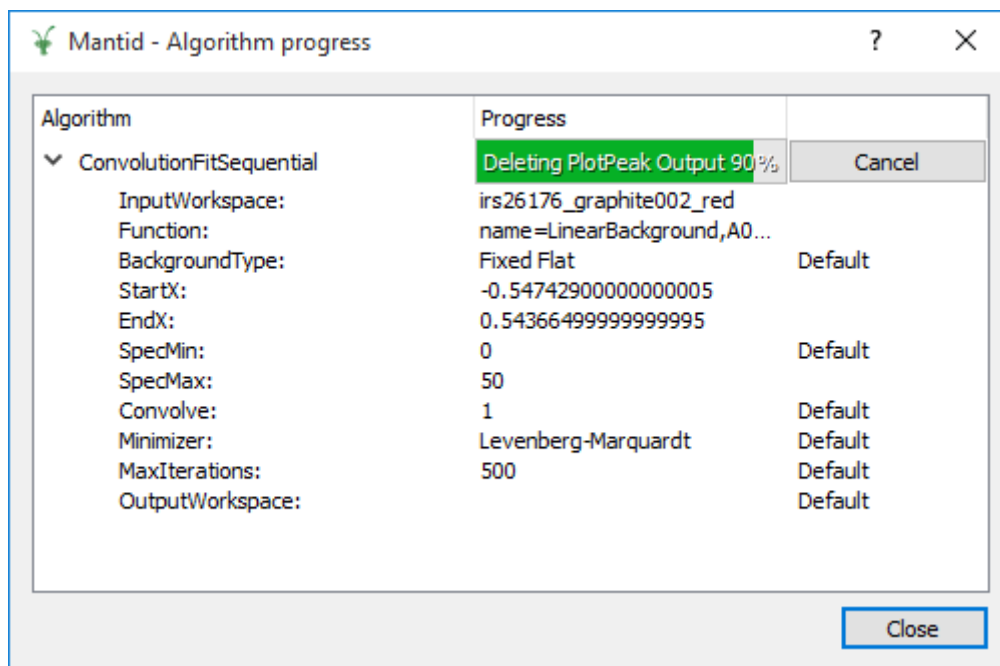 Mantid - Algorithm progress ?
Algorithm Progress
ConvolutionFitSequential Deleting PlotPeak Output 90% Cancel
InputWorkspace: irs26176_graphite002_red
Function: name=LinearBackground,A0...
BackgroundType: Fixed Flat Default
StartX: -0.54742900000000005
EndX: 0.54366499999999995
SpecMin: 0 Default
SpecMax: 50
Convolve: 1 Default
Minimizer: Levenberg-Marquardt Default
MaxIterations: 500 Default
OutputWorkspace: Default
Close